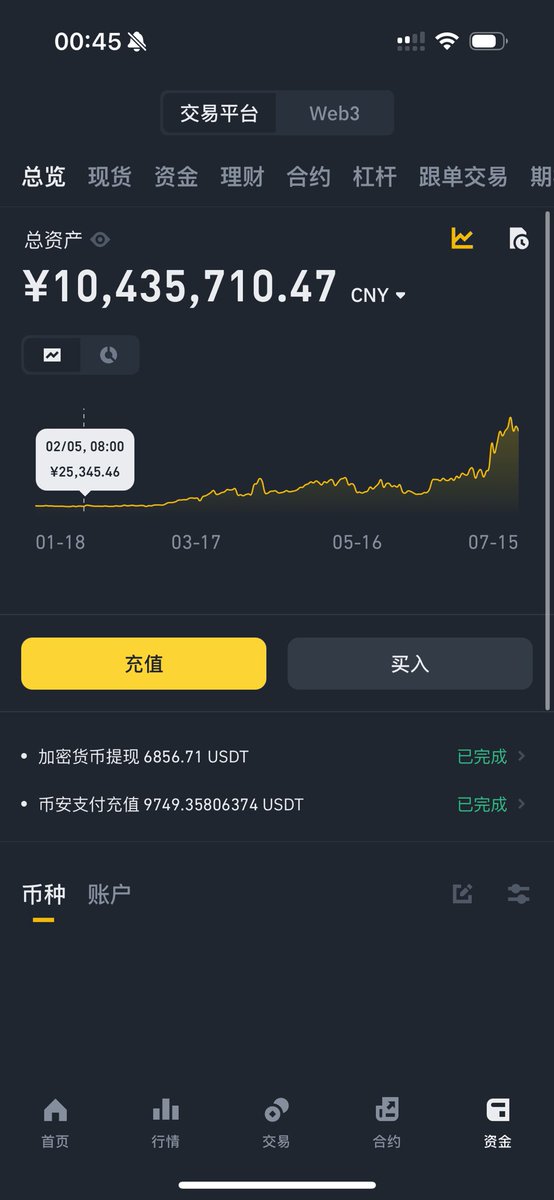 00:45
交易平台 Web3
总览 现货 资金 理财 合约 杠杆 跟单交易 期
总资产
¥10,435,710.47 CNY
02/05, 08:00
¥25,345.46
01-18 03-17 05-16 07-15
充值 买入
• 加密货币提现 6856.71 USDT 已完成
• 币安支付充值 9749.35806374 USDT 已完成
币种 账户
首页 行情 交易 合约 资金